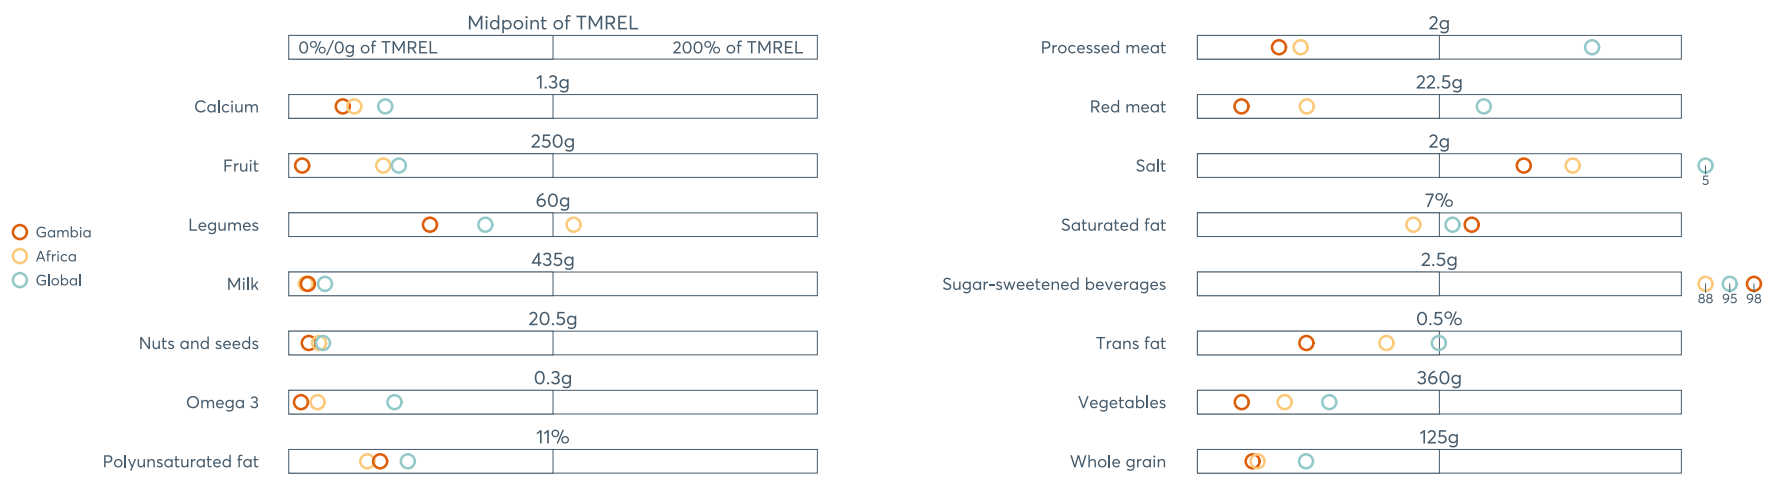 Midpoint of TMREL
0%/0g of TMREL 200% of TMREL
1.3g
Calcium
250g
Fruit
60g
Legumes
435g
Milk
20.5g
Nuts and seeds
0.3g
Omega 3
11%
Polyunsaturated fat
Gambia
Africa
Global
2g
Processed meat
22.5g
Red meat
2g
Salt
5
7%
Saturated fat
2.5g
Sugar-sweetened beverages
88 95 98
0.5%
Trans fat
360g
Vegetables
125g
Whole grain